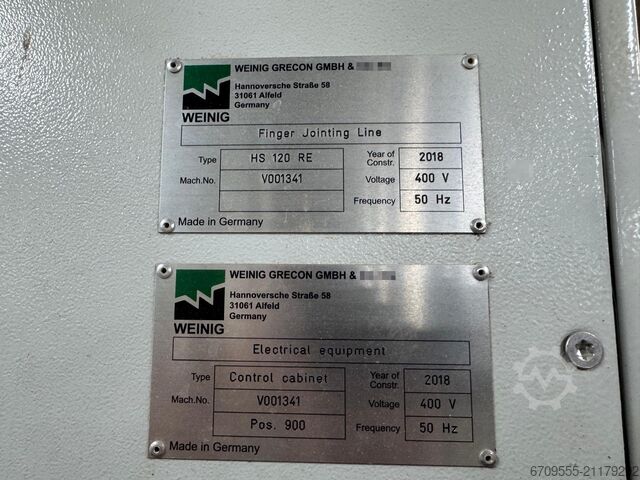 WEINIG GRECON GMBH &
Hannoversche Straße 58
31061 Alfeld
Germany
WEINIG
Finger Jointing Line
Type HS 120 RE Year of Constr. 2018
Mach.No. V001341 Voltage 400 V
Frequency 50 Hz
Made in Germany
WEINIG GRECON GMBH &
Hannoversche Straße 58
31061 Alfeld
Germany
WEINIG
Electrical equipment
Type Control cabinet Year of Constr. 2018
Mach.No. V001341 Voltage 400 V
Pos. 900 Frequency 50 Hz
Made in Germany